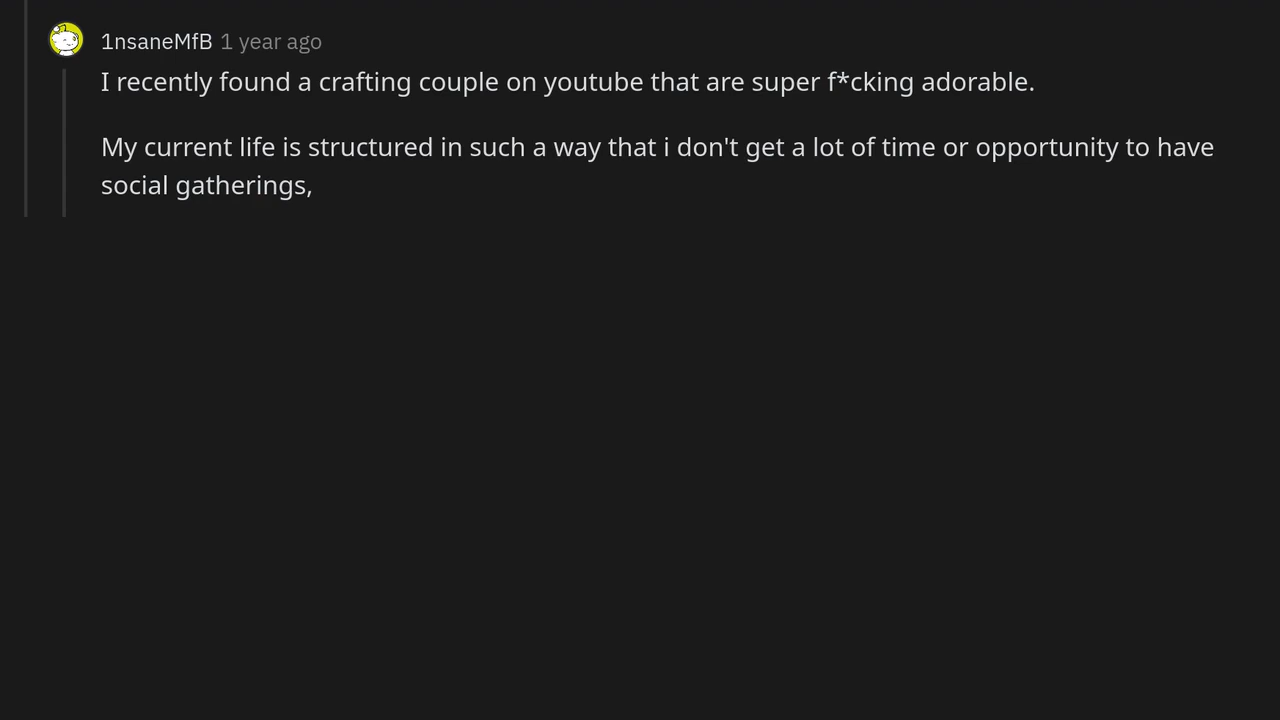 1nsaneMfB 1 year ago
I recently found a crafting couple on youtube that are super f*cking adorable.
My current life is structured in such a way that i don't get a lot of time or opportunity to have
social gatherings,